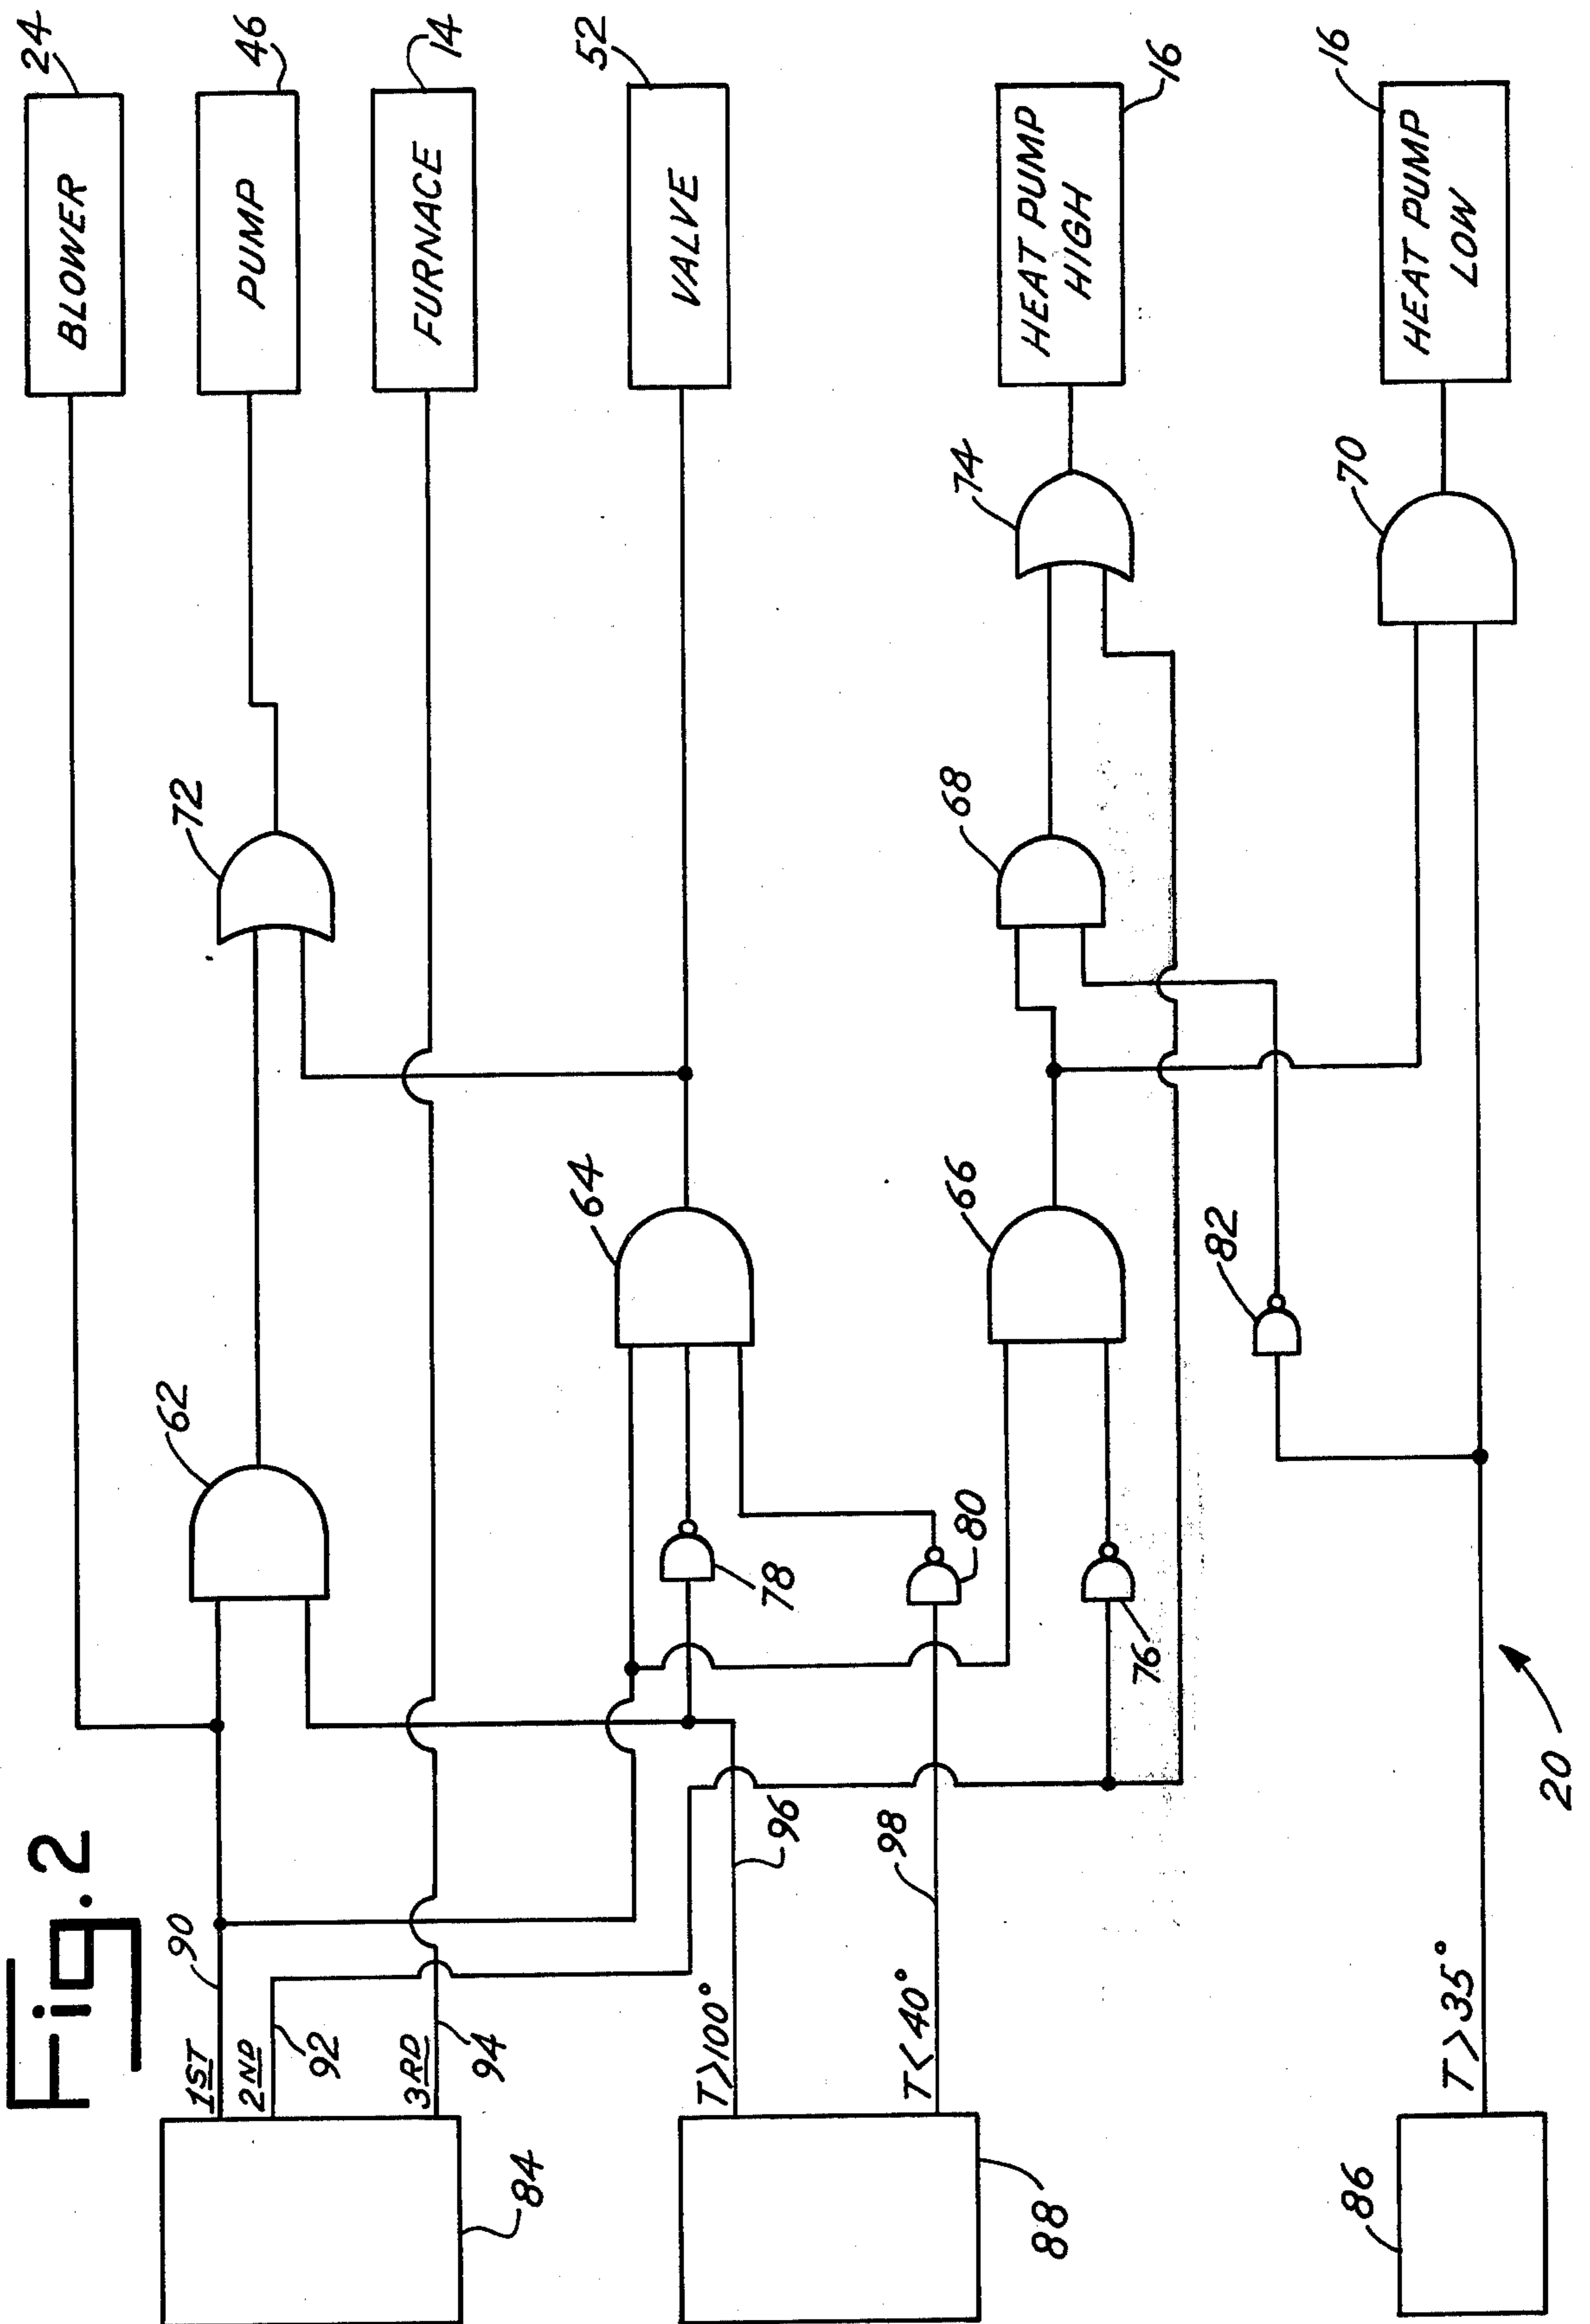 Fig. 2
BLOWER
24
PUMP
46
FURNACE
14
VALVE
52
HEAT PUMP
HIGH
16
HEAT PUMP
LOW
16
72
74
70
68
62
64
66
82
78
80
76
90
1ST
2ND
92
3RD
94
84
T>100°
96
T<40°
98
88
T>35°
86
20